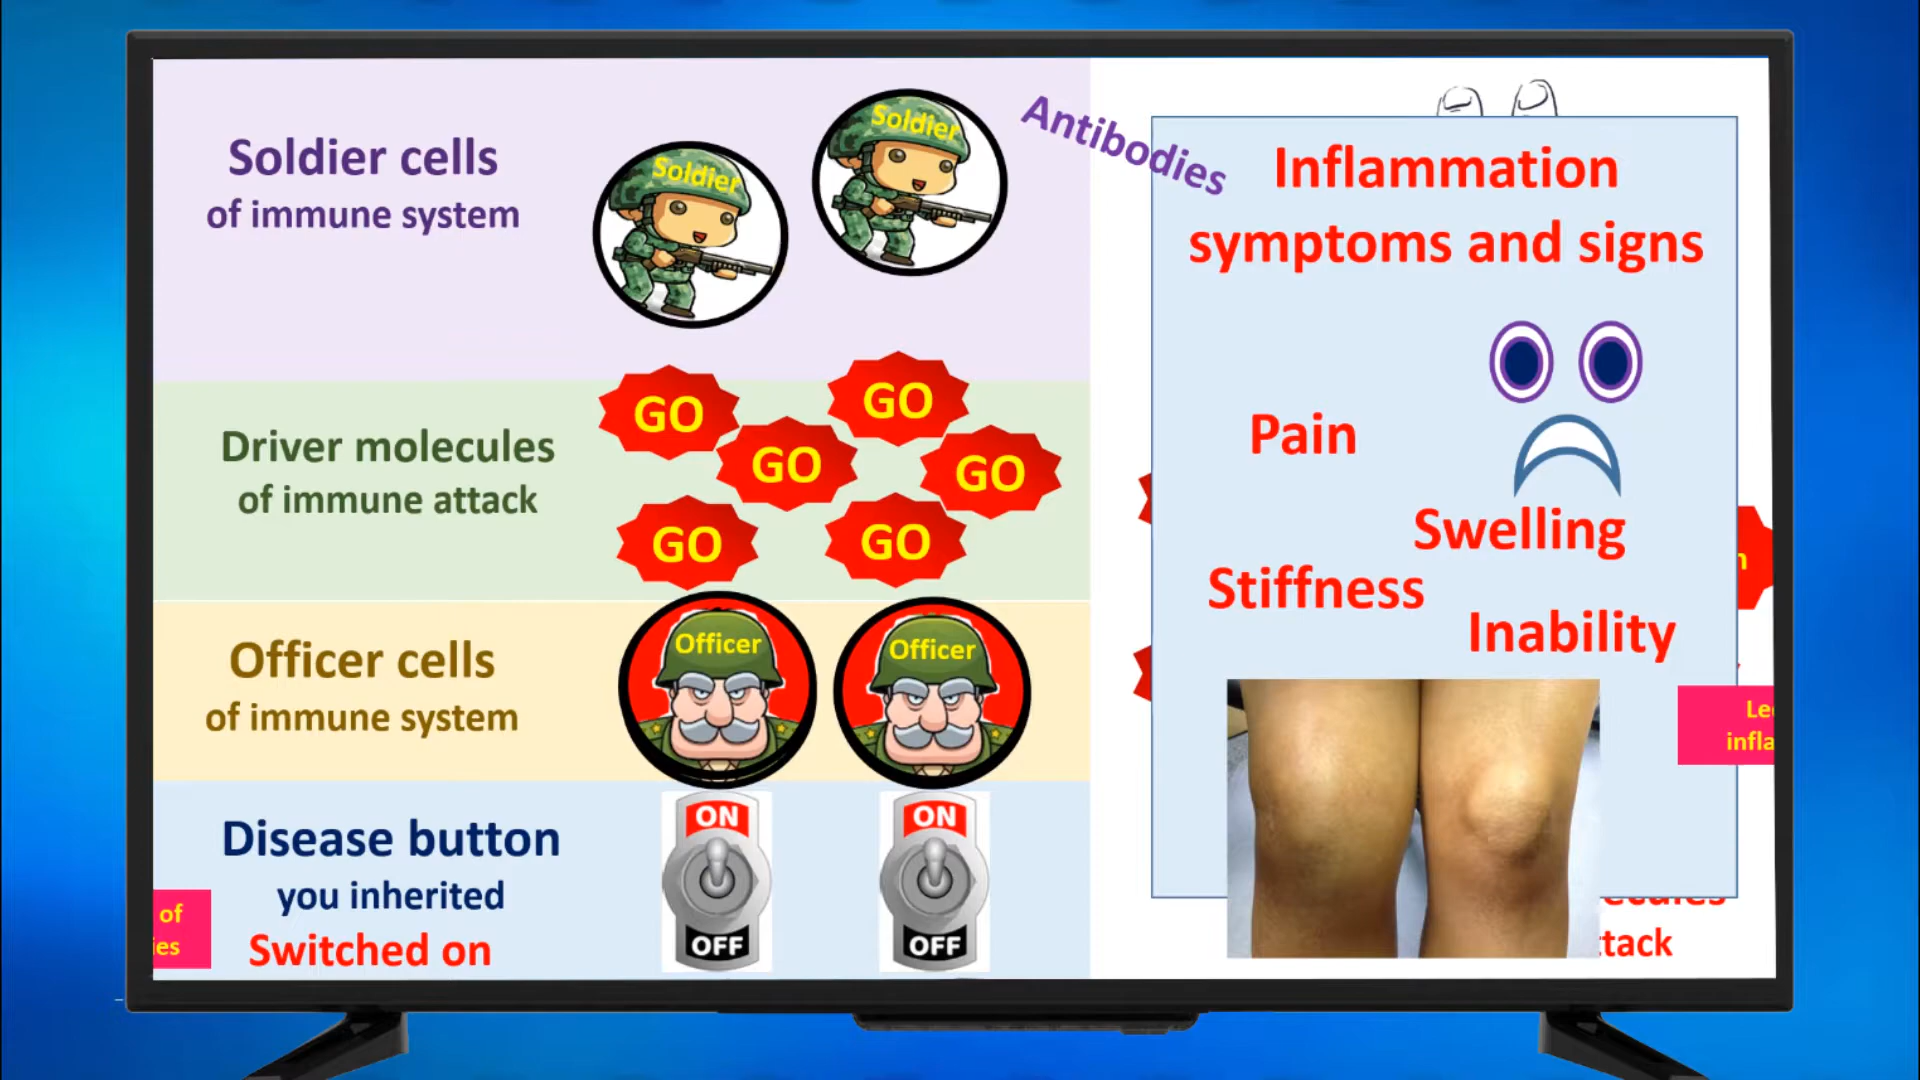 Soldier cells
of immune system
Soldier
Soldier
Antibodies
Driver molecules
of immune attack
GO
GO
GO
GO
GO
GO
Officer cells
of immune system
Officer
Officer
Disease button
you inherited
Switched on
ON
OFF
ON
OFF
of
Inflammation
symptoms and signs
Pain
Swelling
Stiffness
Inability